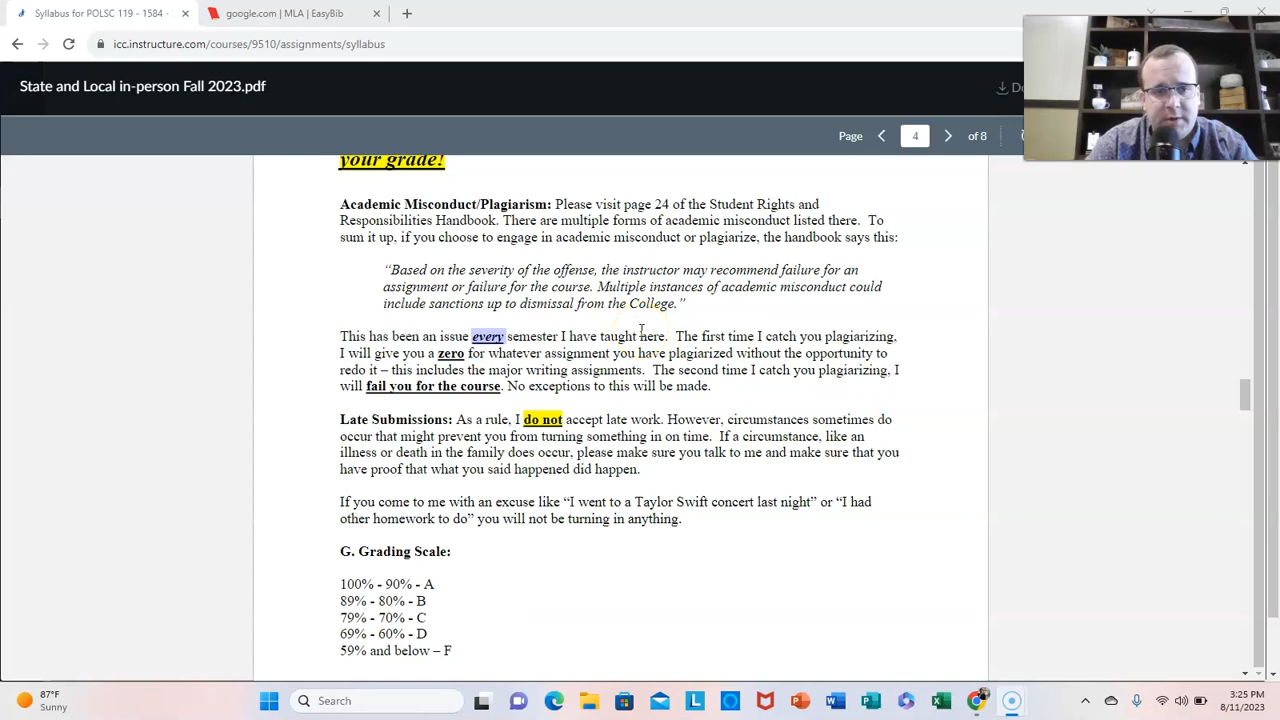 Syllabus for POLSC 119 - 1584 -
google.com | MLA | EasyBib
icc.instructure.com/courses/9510/assignments/syllabus
State and Local in-person Fall 2023.pdf
Page 4 of 8
your grade!
Academic Misconduct/Plagiarism: Please visit page 24 of the Student Rights and
Responsibilities Handbook. There are multiple forms of academic misconduct listed there. To
sum it up, if you choose to engage in academic misconduct or plagiarize, the handbook says this:
“Based on the severity of the offense, the instructor may recommend failure for an
assignment or failure for the course. Multiple instances of academic misconduct could
include sanctions up to dismissal from the College.”
This has been an issue every semester I have taught here. The first time I catch you plagiarizing,
I will give you a zero for whatever assignment you have plagiarized without the opportunity to
redo it – this includes the major writing assignments. The second time I catch you plagiarizing, I
will fail you for the course. No exceptions to this will be made.
Late Submissions: As a rule, I do not accept late work. However, circumstances sometimes do
occur that might prevent you from turning something in on time. If a circumstance, like an
illness or death in the family does occur, please make sure you talk to me and make sure that you
have proof that what you said happened did happen.
If you come to me with an excuse like “I went to a Taylor Swift concert last night” or “I had
other homework to do” you will not be turning in anything.
G. Grading Scale:
100% - 90% - A
89% - 80% - B
79% - 70% - C
69% - 60% - D
59% and below – F
87°F
Sunny
Search
3:25 PM
8/11/2023